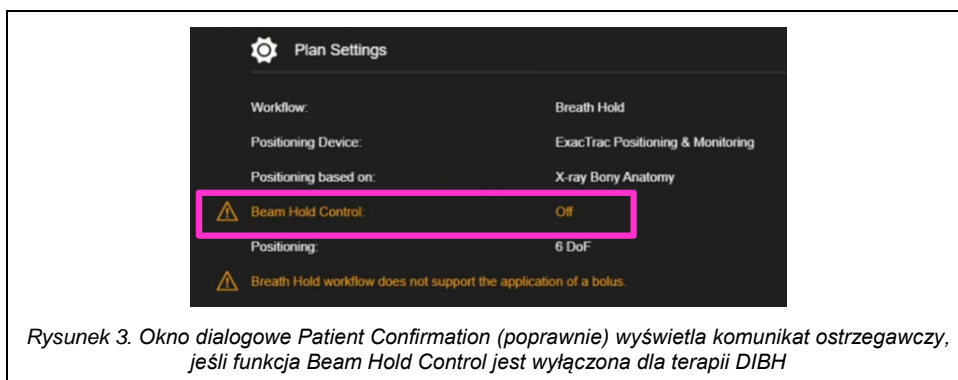 Plan Settings
Workflow: Breath Hold
Positioning Device: ExacTrac Positioning & Monitoring
Positioning based on: X-ray Bony Anatomy
Beam Hold Control: Off
Positioning: 6 DoF
Breath Hold workflow does not support the application of a bolus.
Rysunek 3. Okno dialogowe Patient Confirmation (poprawnie) wyświetla komunikat ostrzegawczy,
jeśli funkcja Beam Hold Control jest wyłączona dla terapii DIBH